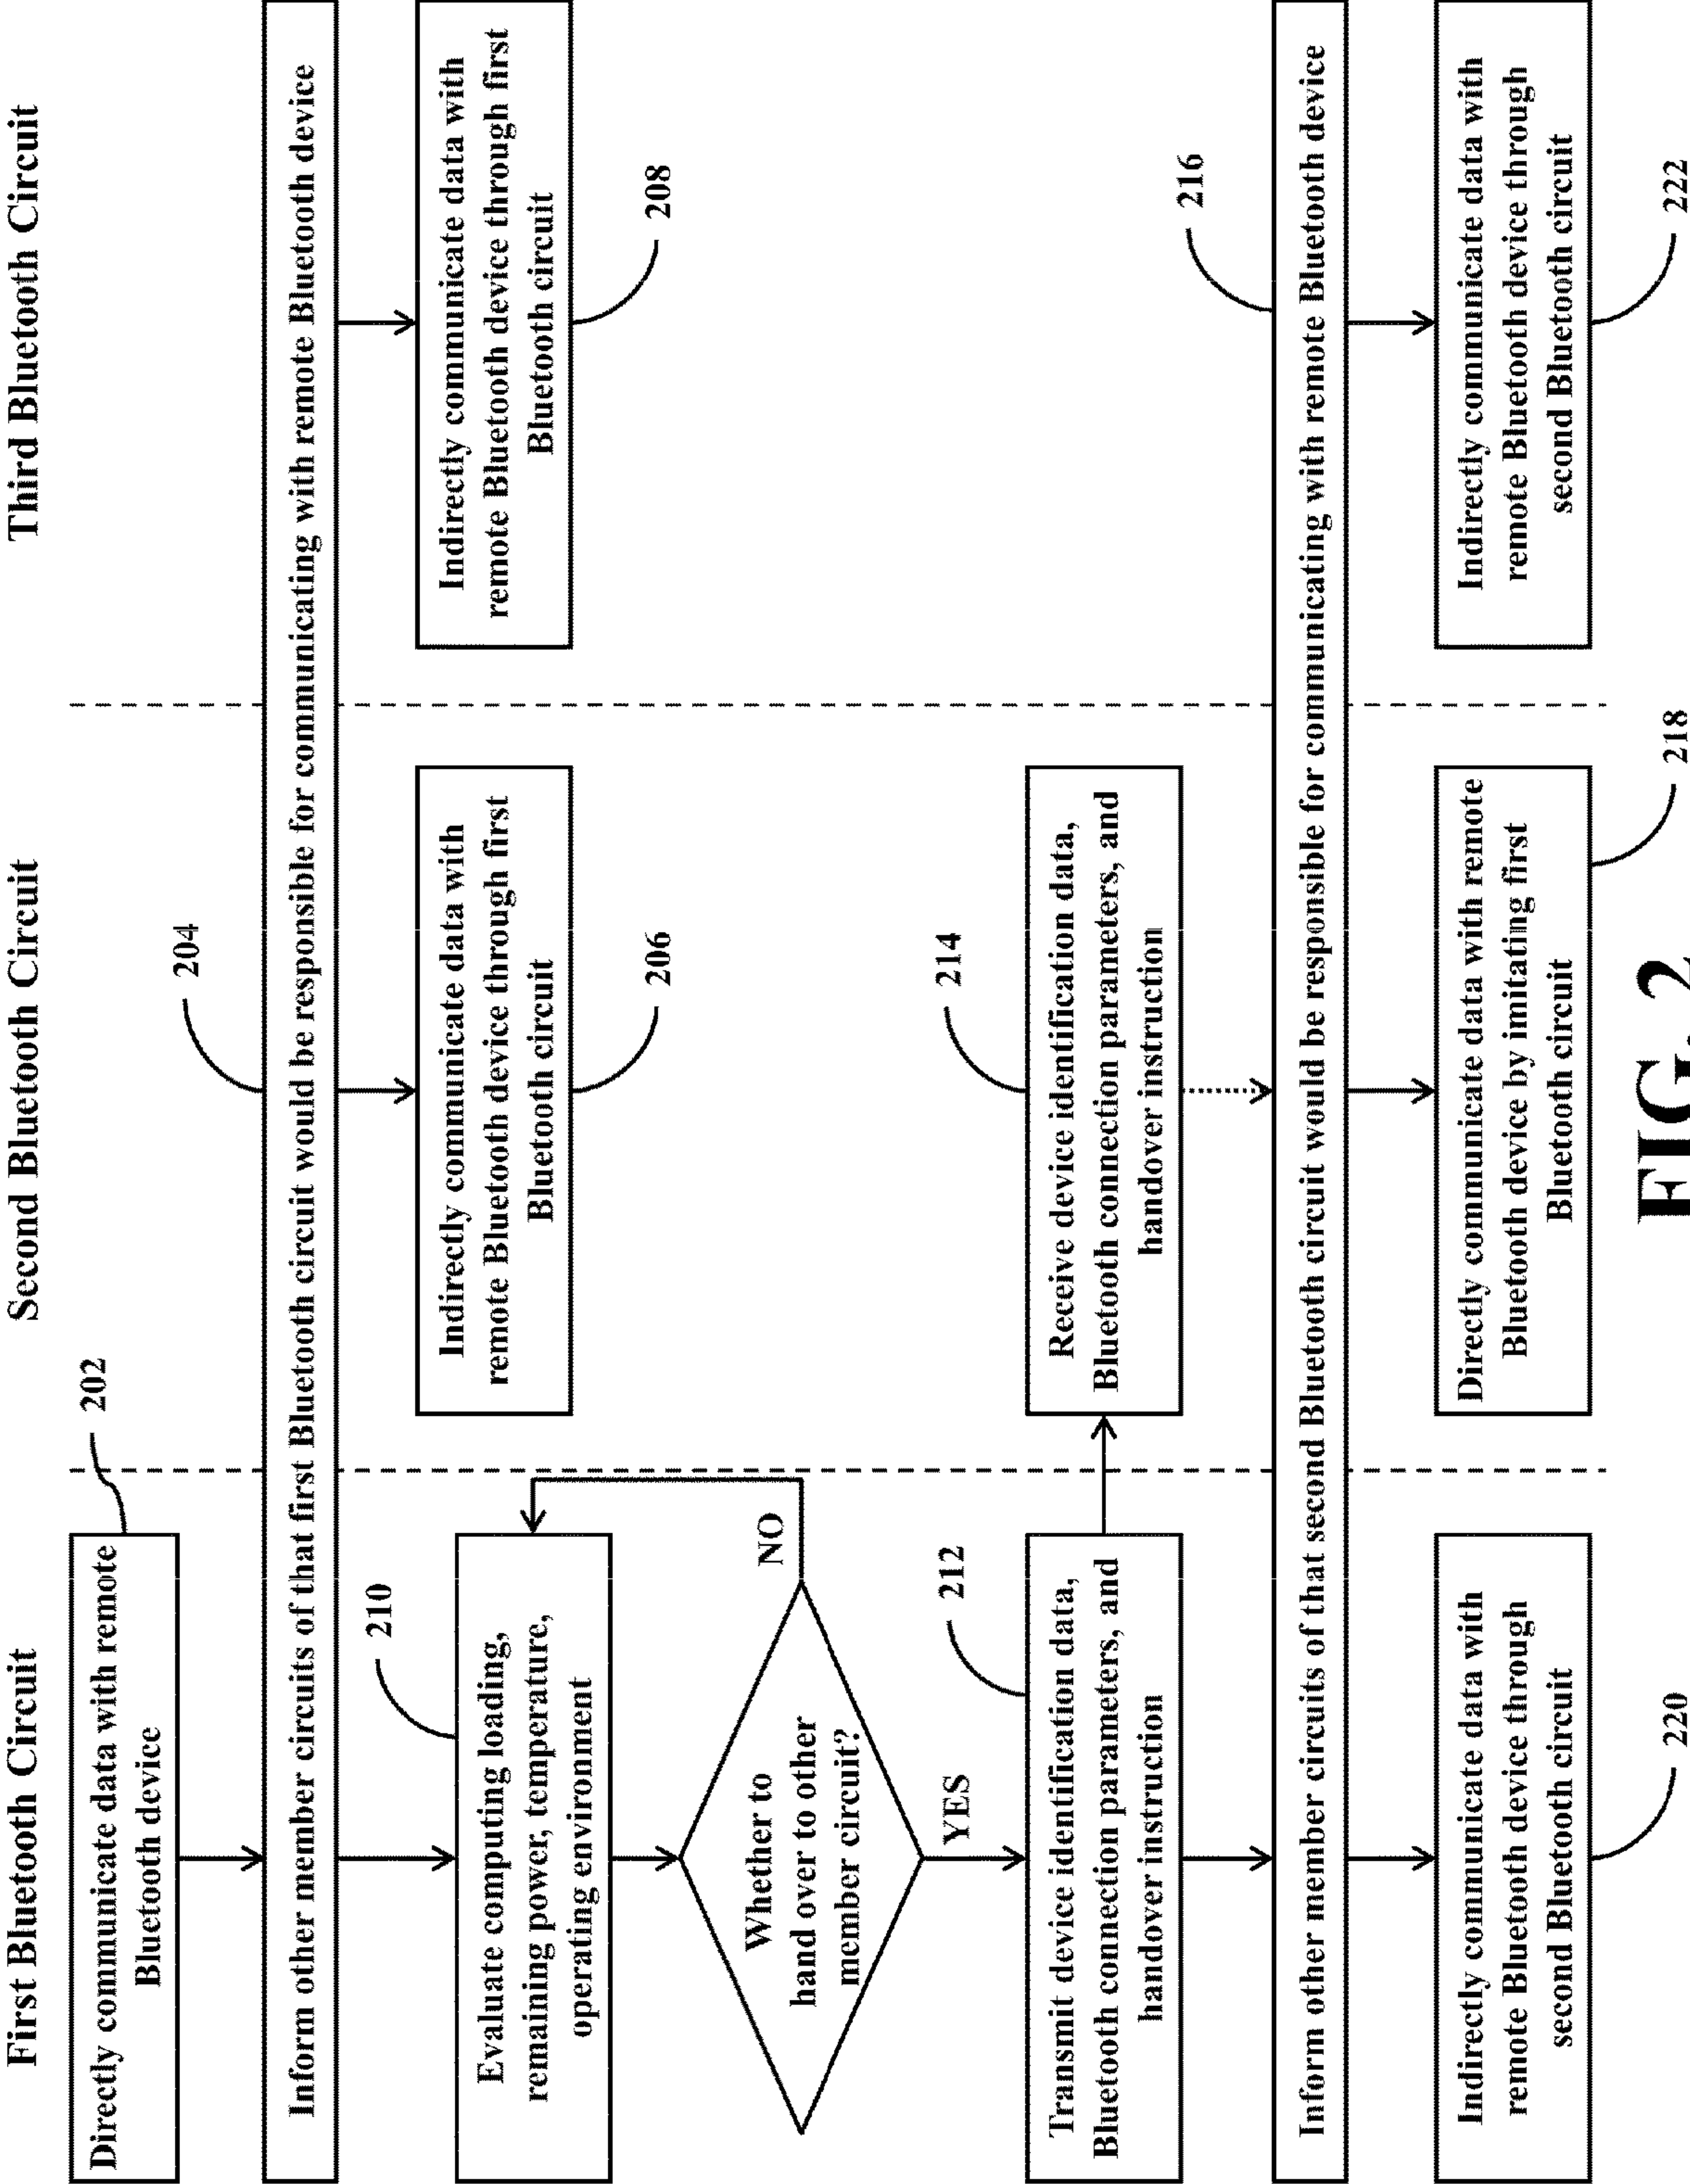 First Bluetooth Circuit
Second Bluetooth Circuit
Third Bluetooth Circuit
Directly communicate data with remote
Bluetooth device
202
204
Inform other member circuits of that first Bluetooth circuit would be responsible for communicating with remote Bluetooth device
Indirectly communicate data with
remote Bluetooth device through first
Bluetooth circuit
206
Indirectly communicate data with
remote Bluetooth device through first
Bluetooth circuit
208
210
Evaluate computing loading,
remaining power, temperature,
operating environment
Whether to
hand over to other
member circuit?
NO
YES
212
Transmit device identification data,
Bluetooth connection parameters, and
handover instruction
214
Receive device identification data,
Bluetooth connection parameters, and
handover instruction
216
Inform other member circuits of that second Bluetooth circuit would be responsible for communicating with remote Bluetooth device
Indirectly communicate data with
remote Bluetooth device through
second Bluetooth circuit
220
Directly communicate data with remote
Bluetooth device by imitating first
Bluetooth circuit
218
Indirectly communicate data with
remote Bluetooth device through
second Bluetooth circuit
222
FIG. 2